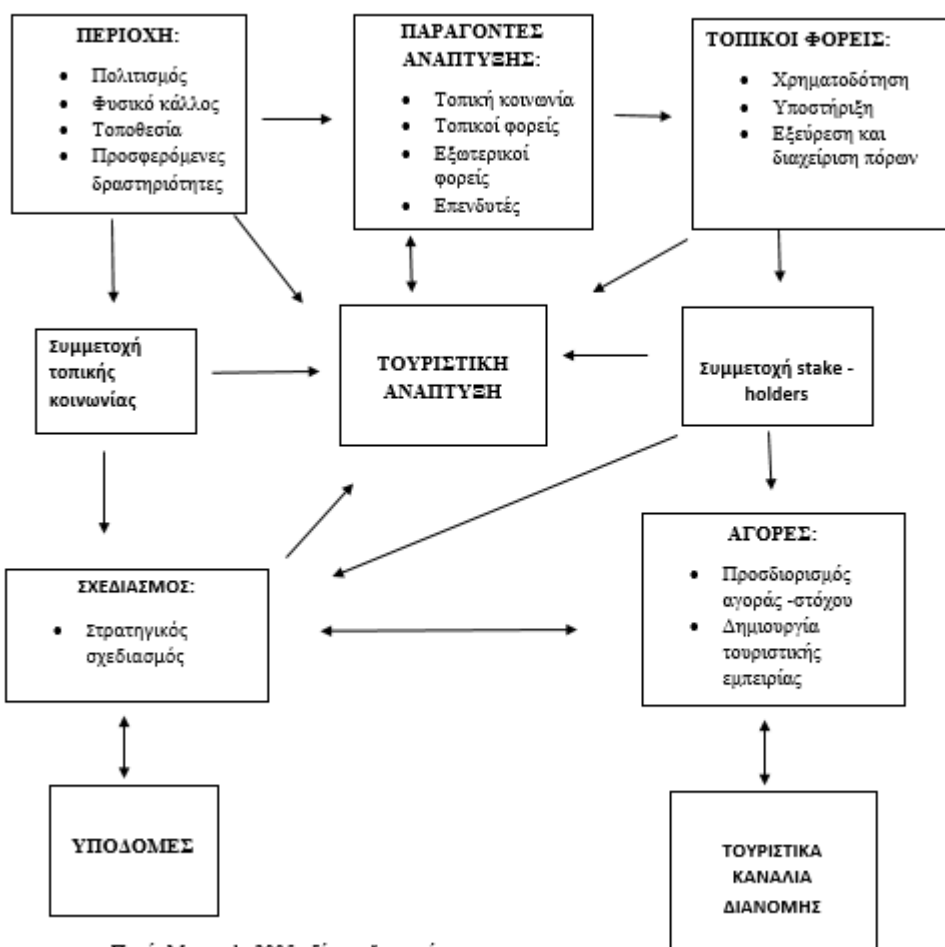 ΠΕΡΙΟΧΗ:
• Πολιτισμός
• Φυσικό κάλλος
• Τοποθεσία
• Προσφερόμενες
δραστηριότητες
ΠΑΡΑΓΟΝΤΕΣ
ΑΝΑΠΤΥΞΗΣ:
• Τοπική κοινωνία
• Τοπικοί φορείς
• Εξωτερικοί
φορείς
• Επενδυτές
ΤΟΠΙΚΟΙ ΦΟΡΕΙΣ:
• Χρηματοδότηση
• Υποστήριξη
• Εξεύρεση και
διαχείριση πόρων
Συμμετοχή
τοπικής
κοινωνίας
ΤΟΥΡΙΣΤΙΚΗ
ΑΝΑΠΤΥΞΗ
Συμμετοχή stake -
holders
ΣΧΕΔΙΑΣΜΟΣ:
• Στρατηγικός
σχεδιασμός
ΑΓΟΡΕΣ:
• Προσδιορισμός
αγοράς -στόχου
• Δημιουργία
τουριστικής
εμπειρίας
ΥΠΟΔΟΜΕΣ
ΤΟΥΡΙΣΤΙΚΑ
ΚΑΝΑΛΙΑ
ΔΙΑΝΟΜΗΣ